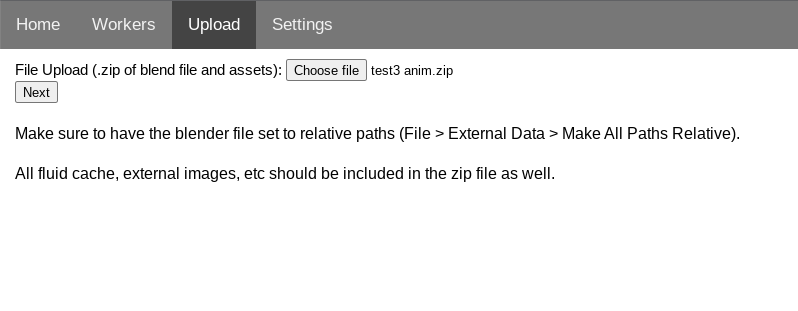 Home Workers Upload Settings
File Upload (.zip of blend file and assets): Choose file test3 anim.zip
Next
Make sure to have the blender file set to relative paths (File > External Data > Make All Paths Relative).
All fluid cache, external images, etc should be included in the zip file as well.